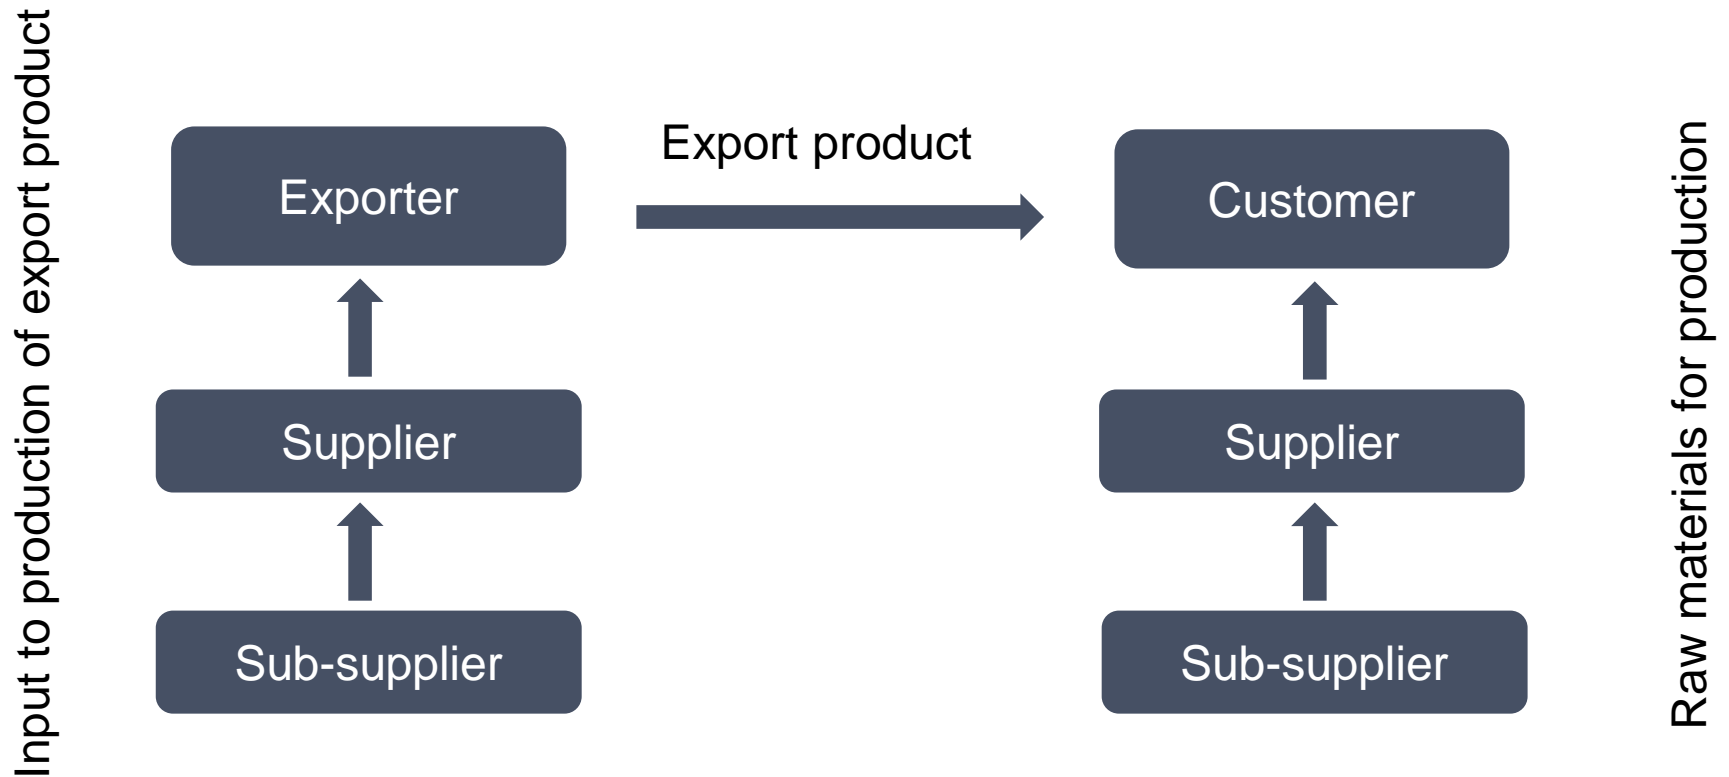 Input to production of export product
Exporter
Export product
Customer
Supplier
Supplier
Sub-supplier
Sub-supplier
Raw materials for production